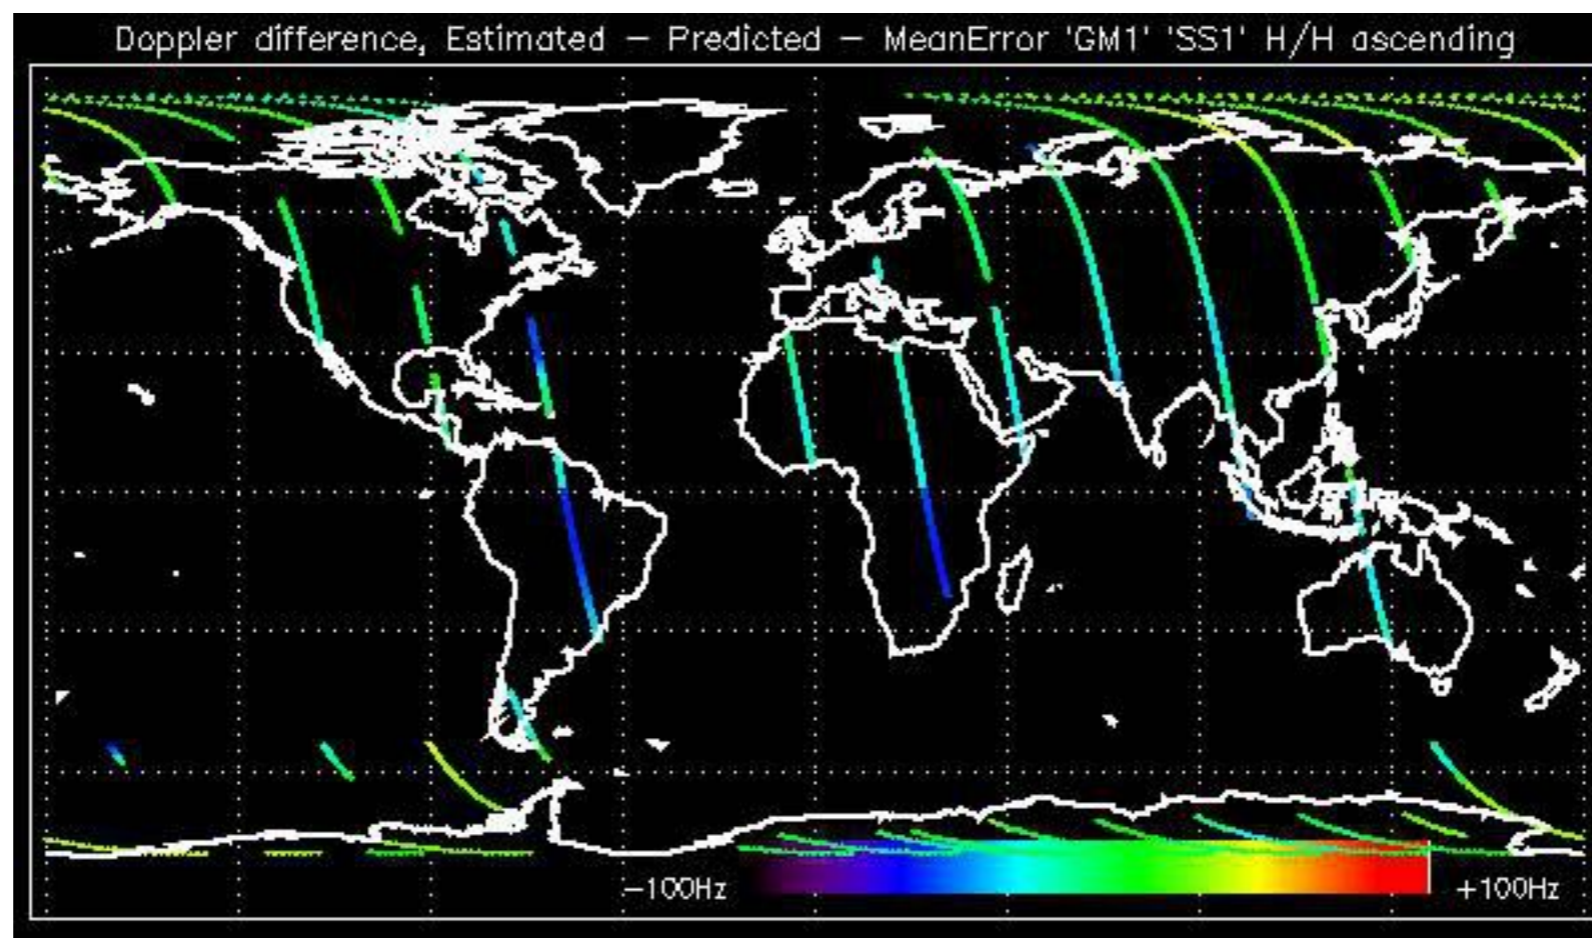 Doppler difference, Estimated – Predicted – MeanError 'GM1' 'SS1' H/H ascending
–100Hz
+100Hz